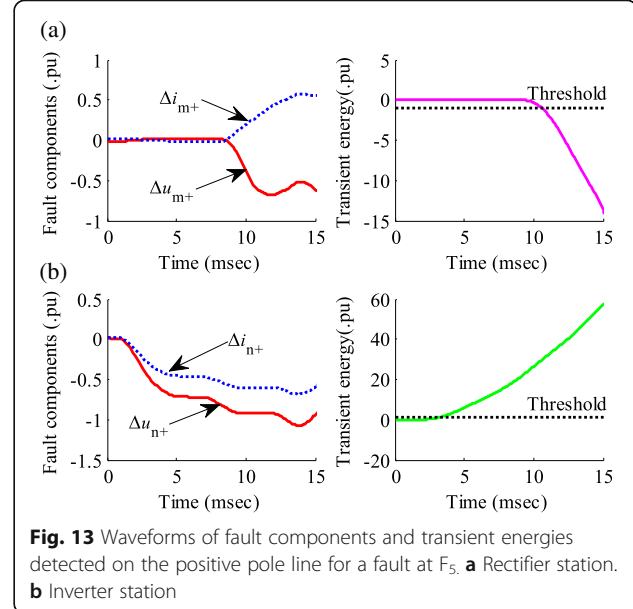 (a)
Fault components (.pu)
1
0.5
0
-0.5
-1
Δi m+
Δu m+
0 5 10 15
Time (msec)
Transient energy(.pu)
5
0
-5
-10
-15
Threshold
0 5 10 15
Time (msec)
(b)
Fault components (.pu)
0.5
0
-0.5
-1
-1.5
Δi n+
Δu n+
0 5 10 15
Time (msec)
Transient energy(.pu)
60
40
20
0
-20
Threshold
0 5 10 15
Time (msec)
Fig. 13 Waveforms of fault components and transient energies
detected on the positive pole line for a fault at F5. a Rectifier station.
b Inverter station